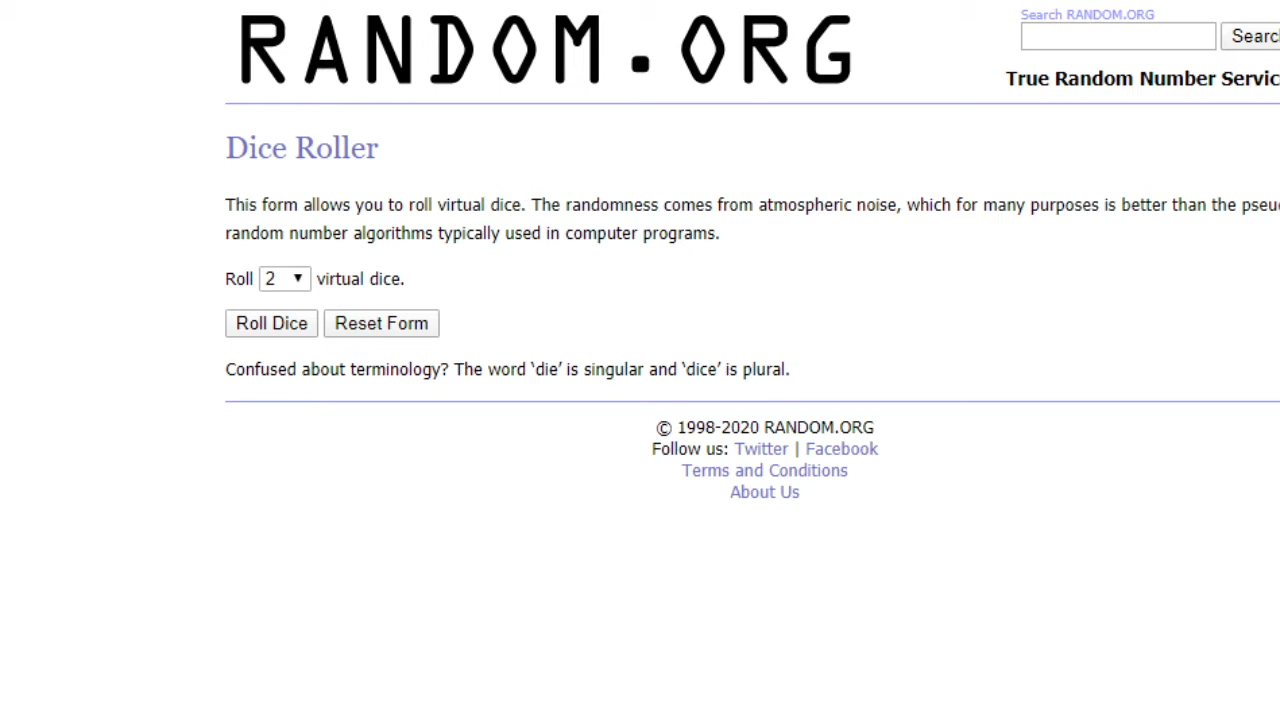 RANDOM.ORG
Search RANDOM.ORG
Searc
True Random Number Servic
Dice Roller
This form allows you to roll virtual dice. The randomness comes from atmospheric noise, which for many purposes is better than the pseud
random number algorithms typically used in computer programs.
Roll 2 ▼ virtual dice.
Roll Dice Reset Form
Confused about terminology? The word ‘die’ is singular and ‘dice’ is plural.
© 1998-2020 RANDOM.ORG
Follow us: Twitter | Facebook
Terms and Conditions
About Us